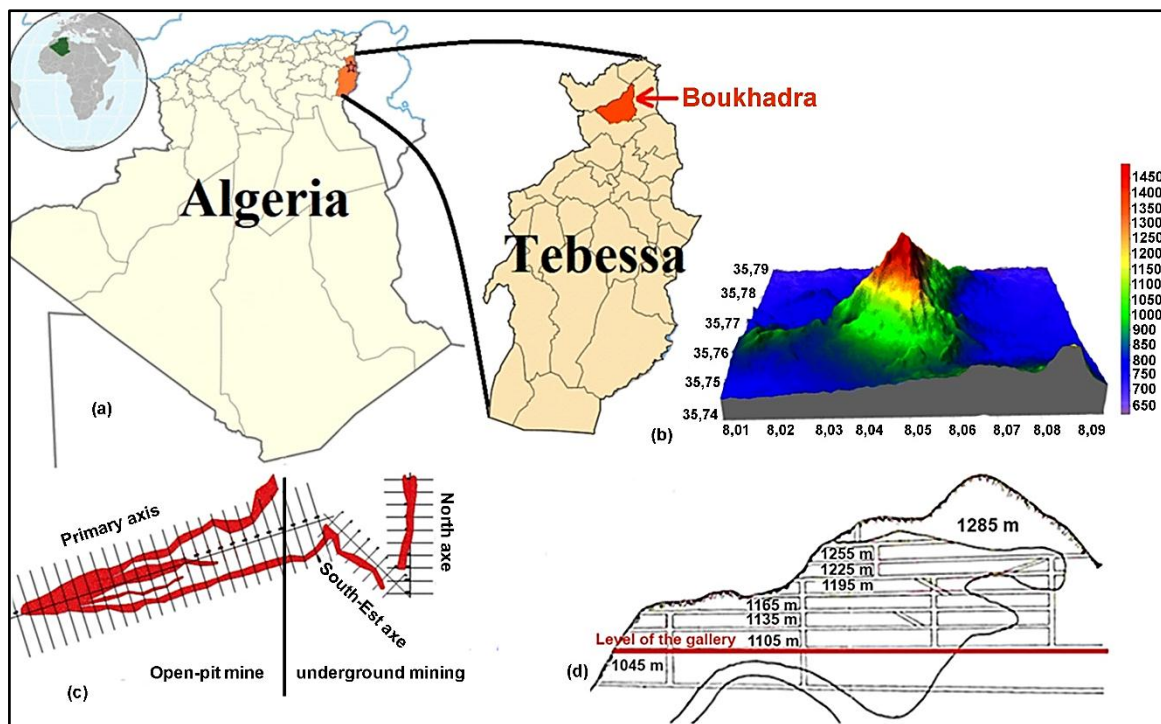 Algeria
(a)
Boukhadra
Tebessa
35,79
35,78
35,77
35,76
35,75
35,74
8,01 8,02 8,03 8,04 8,05 8,06 8,07 8,08 8,09
(b)
1450
1350
1300
1250
1200
1150
1100
1050
1000
950
900
850
800
750
700
650
Primary axis
North axe
South-Est axe
Open-pit mine
underground mining
(c)
1285 m
1255 m
1225 m
1195 m
1165 m
1135 m
Level of the gallery
1105 m
1045 m
(d)